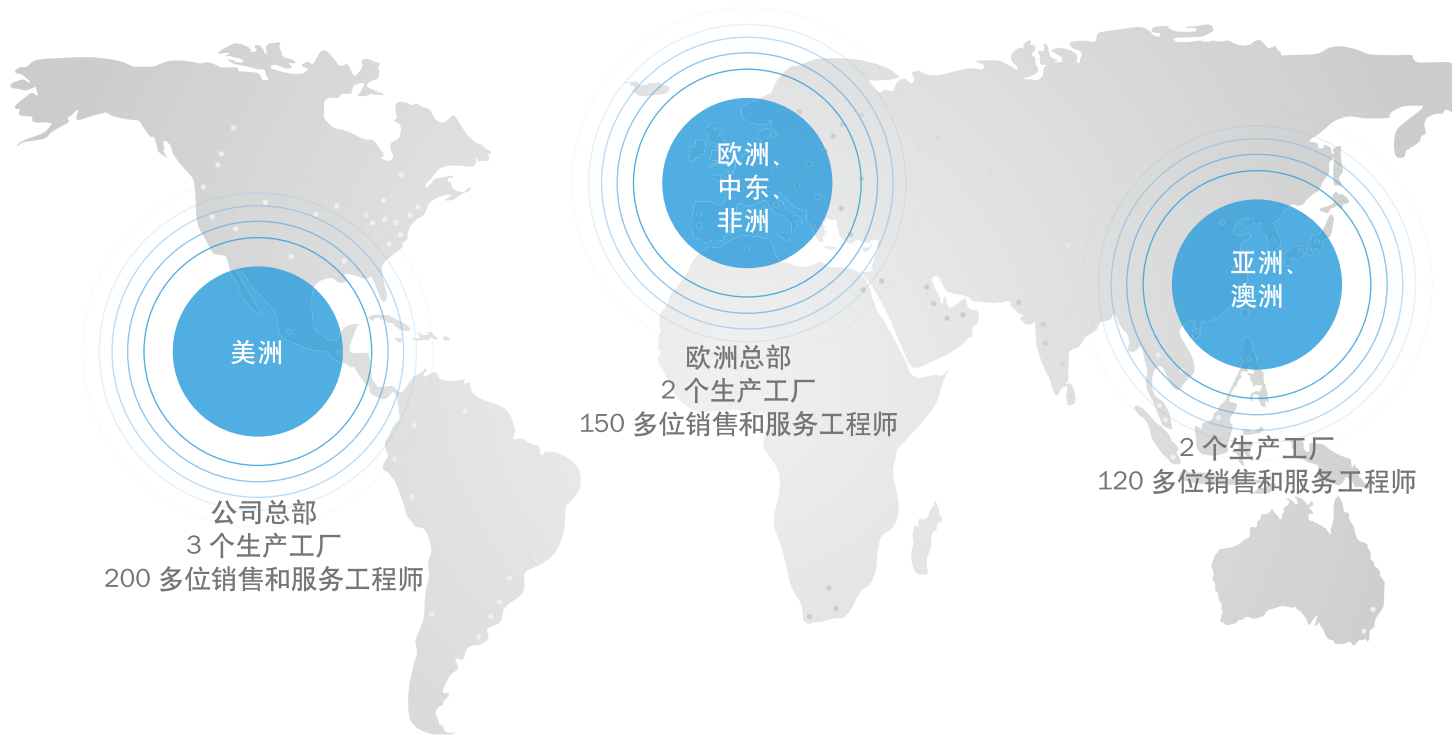 美洲
公司总部
3 个生产工厂
200 多位销售和服务工程师
欧洲、
中东、
非洲
欧洲总部
2 个生产工厂
150 多位销售和服务工程师
亚洲、
澳洲
2 个生产工厂
120 多位销售和服务工程师